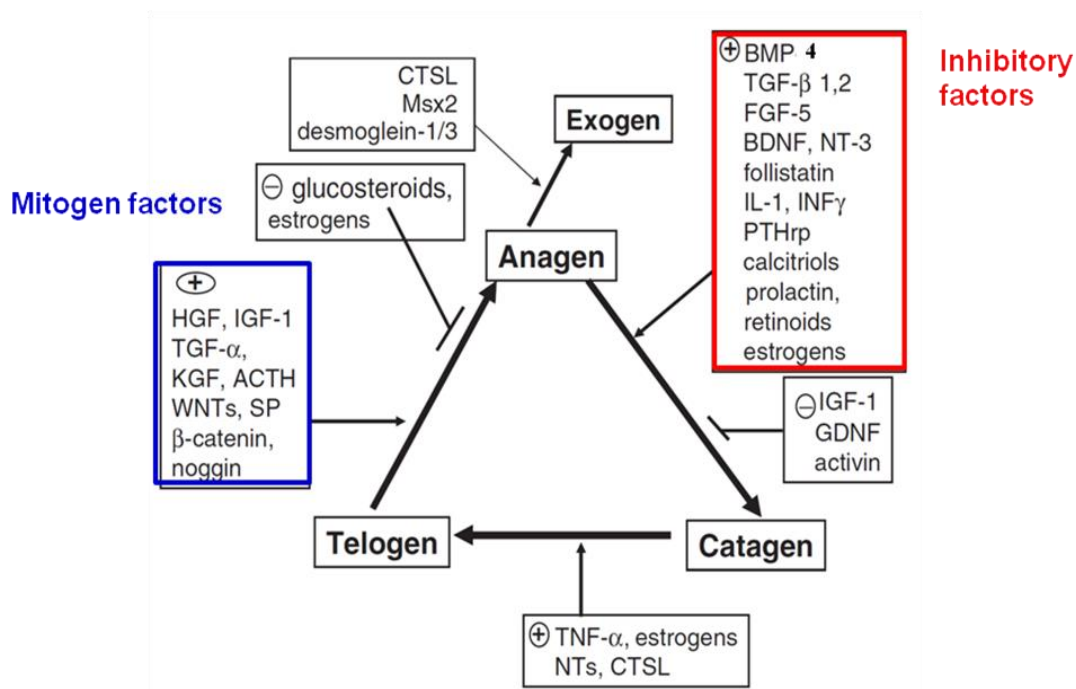 CTSL
Msx2
desmoglein-1/3
Exogen
⊕ BMP 4
TGF-β 1,2
FGF-5
BDNF, NT-3
follistatin
IL-1, INFγ
PTHrp
calcitriols
prolactin,
retinoids
estrogens
Inhibitory
factors
Mitogen factors
⊖ glucosteroids,
estrogens
Anagen
⊕
HGF, IGF-1
TGF-α,
KGF, ACTH
WNTs, SP
β-catenin,
noggin
⊖ IGF-1
GDNF
activin
Telogen
Catagen
⊕ TNF-α, estrogens
NTs, CTSL